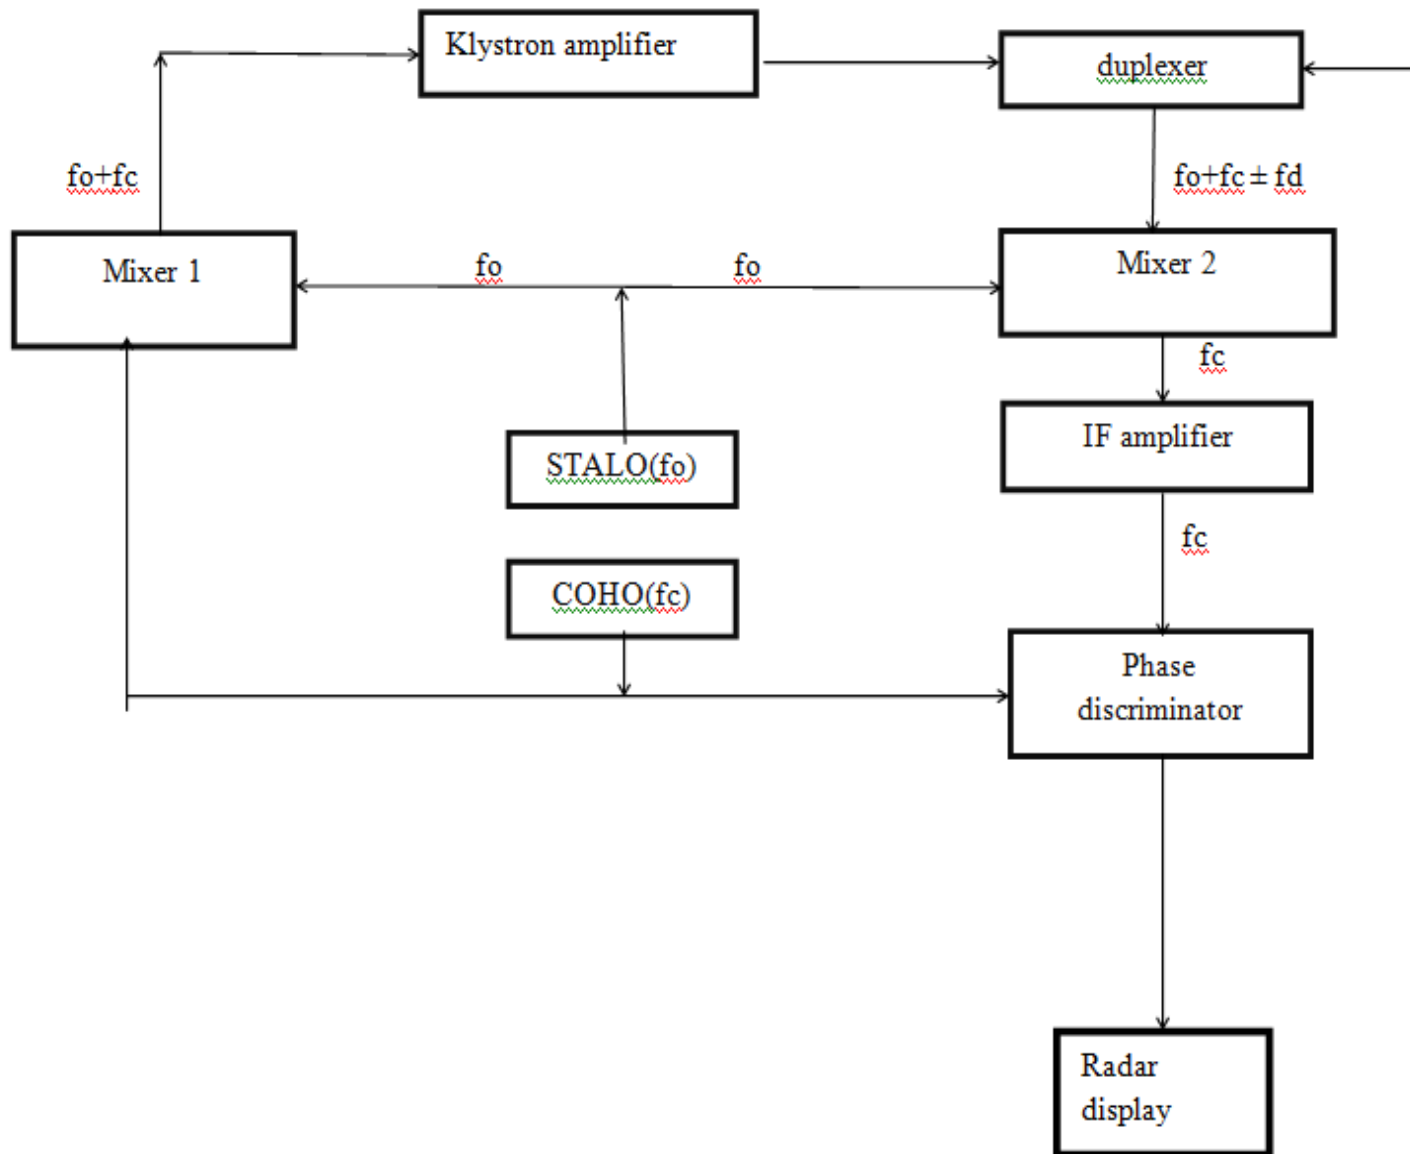 Klystron amplifier
duplexer
fo+fc
fo+fc ± fd
Mixer 1
fo
fo
Mixer 2
fc
IF amplifier
STALO(fo)
fc
COHO(fc)
Phase
discriminator
Radar
display